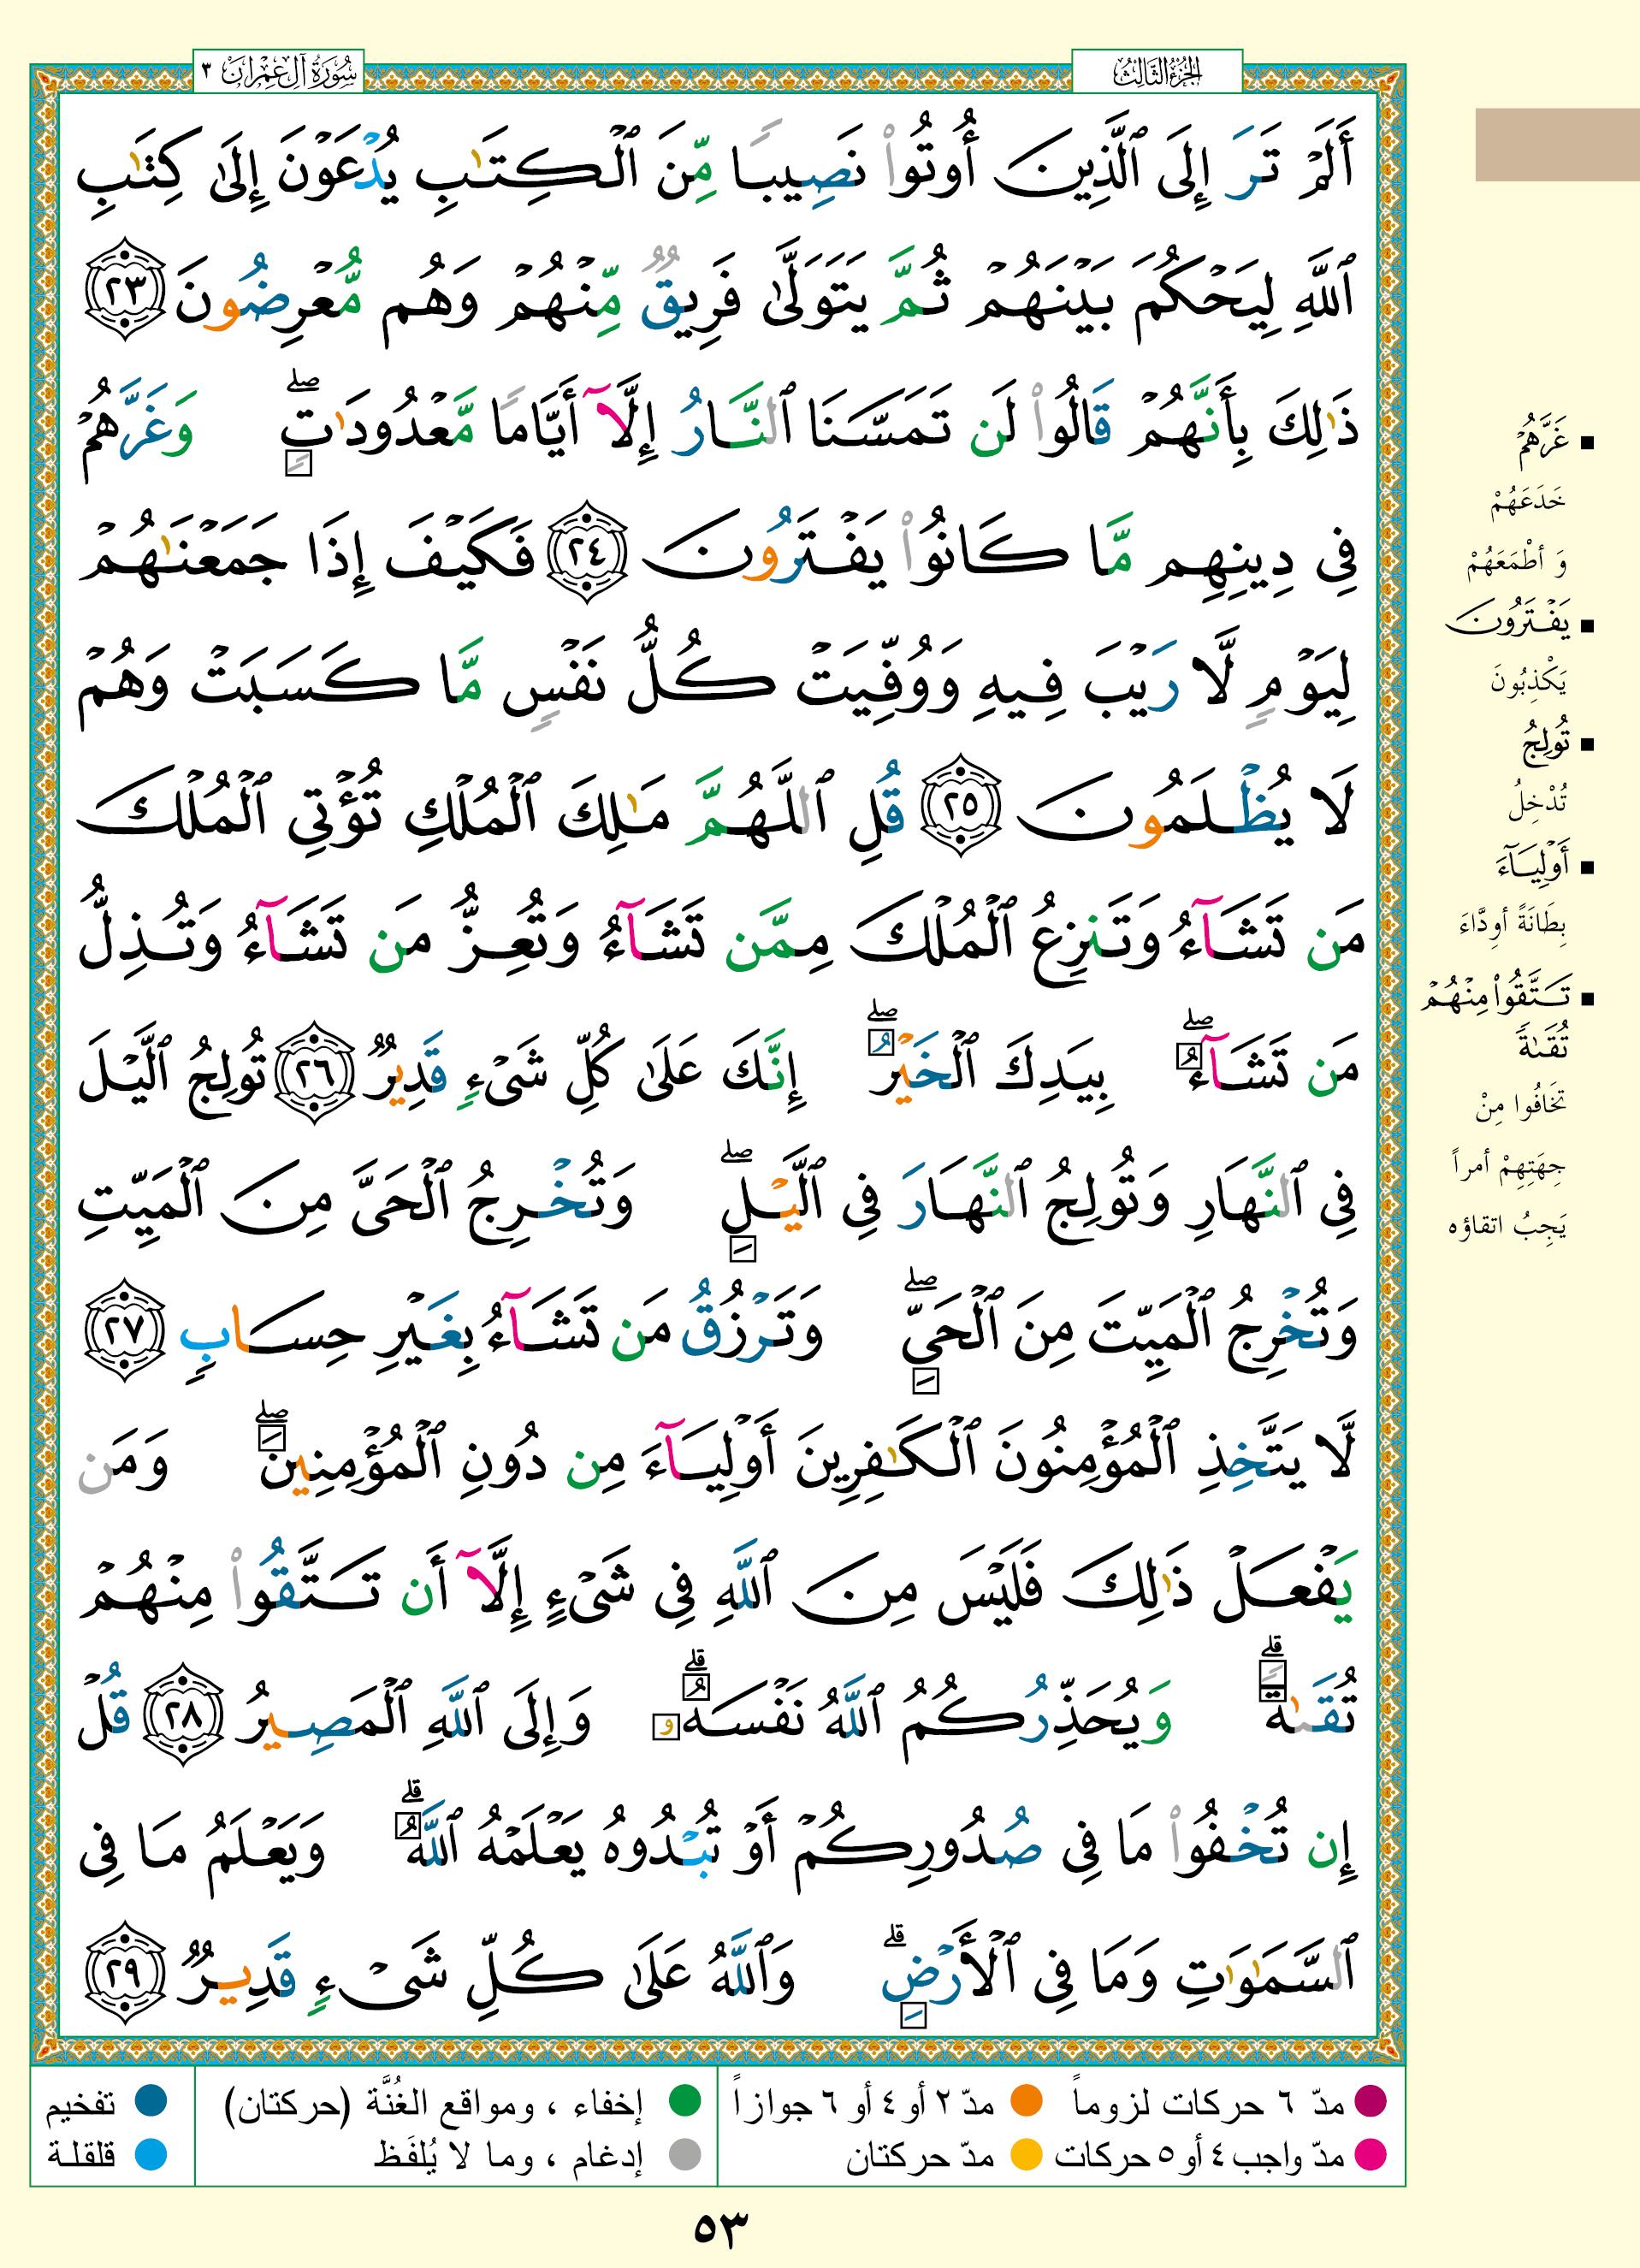 الجزء الثالث
سورة آل عمران ٣
أَلَمْ تَرَ إِلَى ٱلَّذِينَ أُوتُوا۟ نَصِيبًا مِّنَ ٱلْكِتَـٰبِ يُدْعَوْنَ إِلَىٰ كِتَـٰبِ
ٱللَّهِ لِيَحْكُمَ بَيْنَهُمْ ثُمَّ يَتَوَلَّىٰ فَرِيقٌ مِّنْهُمْ وَهُم مُّعْرِضُونَ ٢٣
ذَٰلِكَ بِأَنَّهُمْ قَالُوا۟ لَن تَمَسَّنَا ٱلنَّارُ إِلَّآ أَيَّامًا مَّعْدُودَٰتٍ ۖ وَغَرَّهُمْ
فِى دِينِهِم مَّا كَانُوا۟ يَفْتَرُونَ ٢٤ فَكَيْفَ إِذَا جَمَعْنَـٰهُمْ
لِيَوْمٍ لَّا رَيْبَ فِيهِ وَوُفِّيَتْ كُلُّ نَفْسٍ مَّا كَسَبَتْ وَهُمْ
لَا يُظْلَمُونَ ٢٥ قُلِ ٱللَّهُمَّ مَـٰلِكَ ٱلْمُلْكِ تُؤْتِى ٱلْمُلْكَ
مَن تَشَآءُ وَتَنزِعُ ٱلْمُلْكَ مِمَّن تَشَآءُ وَتُعِزُّ مَن تَشَآءُ وَتُذِلُّ
مَن تَشَآءُ ۖ بِيَدِكَ ٱلْخَيْرُ ۖ إِنَّكَ عَلَىٰ كُلِّ شَىْءٍ قَدِيرٌ ٢٦ تُولِجُ ٱلَّيْلَ
فِى ٱلنَّهَارِ وَتُولِجُ ٱلنَّهَارَ فِى ٱلَّيْلِ ۖ وَتُخْرِجُ ٱلْحَىَّ مِنَ ٱلْمَيِّتِ
وَتُخْرِجُ ٱلْمَيِّتَ مِنَ ٱلْحَىِّ ۖ وَتَرْزُقُ مَن تَشَآءُ بِغَيْرِ حِسَابٍ ٢٧
لَّا يَتَّخِذِ ٱلْمُؤْمِنُونَ ٱلْكَـٰفِرِينَ أَوْلِيَآءَ مِن دُونِ ٱلْمُؤْمِنِينَ ۖ وَمَن
يَفْعَلْ ذَٰلِكَ فَلَيْسَ مِنَ ٱللَّهِ فِى شَىْءٍ إِلَّآ أَن تَتَّقُوا۟ مِنْهُمْ
تُقَىٰةً ۗ وَيُحَذِّرُكُمُ ٱللَّهُ نَفْسَهُۥ ۗ وَإِلَى ٱللَّهِ ٱلْمَصِيرُ ٢٨ قُلْ
إِن تُخْفُوا۟ مَا فِى صُدُورِكُمْ أَوْ تُبْدُوهُ يَعْلَمْهُ ٱللَّهُ ۗ وَيَعْلَمُ مَا فِى
ٱلسَّمَـٰوَٰتِ وَمَا فِى ٱلْأَرْضِ ۗ وَٱللَّهُ عَلَىٰ كُلِّ شَىْءٍ قَدِيرٌ ٢٩
▪ غَرَّهُمْ
خَدَعَهُمْ
وَ أطْمَعَهُمْ
▪ يَفْتَرُونَ
يَكْذِبُونَ
▪ تُولِجُ
تُدْخِلُ
▪ أَوْلِيَآءَ
بِطَانَةً أوِدَّاءَ
▪ تَتَّقُوا۟ مِنْهُمْ
تُقَىٰةً
تَخَافُوا مِنْ
جِهَتِهِمْ أمراً
يَجِبُ اتقاؤه
مدّ ٦ حركات لزوماً
مدّ ٢ أو ٤ أو ٦ جوازاً
مدّ واجب ٤ أو ٥ حركات
مدّ حركتان
إخفاء ، ومواقع الغُنَّة (حركتان)
إدغام ، وما لا يُلفَظ
تفخيم
قلقلة
٥٣